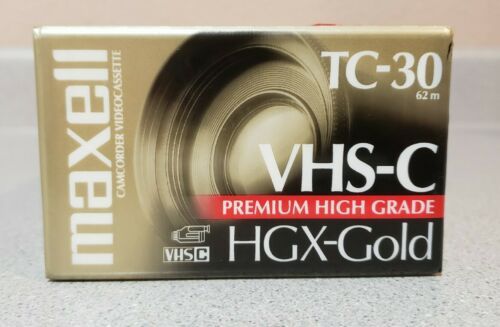 maxell
CAMCORDER VIDEOCASSETTE
TC-30
62 m
VHS-C
PREMIUM HIGH GRADE
VHS C
HGX-Gold